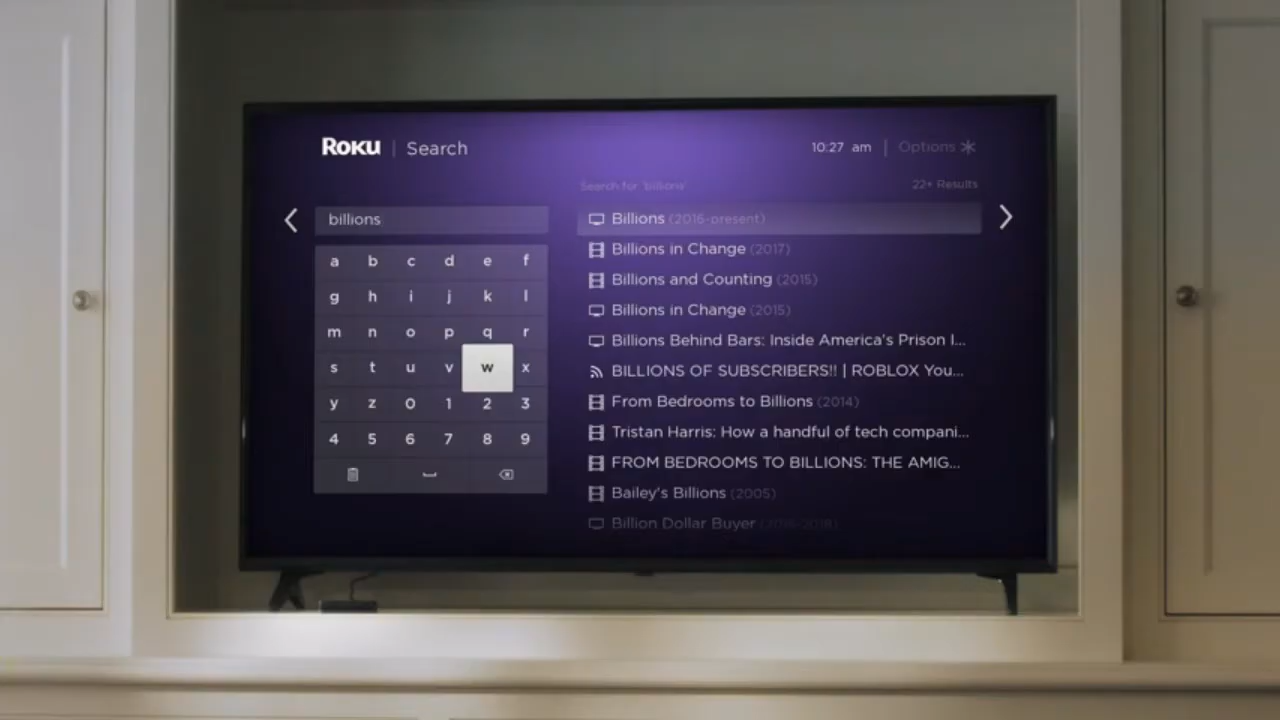 Roku | Search
10:27 am | Options
Search for 'billions'
22+ Results
billions
a b c d e f
g h i j k l
m n o p q r
s t u v w x
y z 0 1 2 3
4 5 6 7 8 9
Billions (2016-present)
Billions in Change (2017)
Billions and Counting (2015)
Billions in Change (2015)
Billions Behind Bars: Inside America's Prison I...
BILLIONS OF SUBSCRIBERS!! | ROBLOX You...
From Bedrooms to Billions (2014)
Tristan Harris: How a handful of tech compani...
FROM BEDROOMS TO BILLIONS: THE AMIG...
Bailey's Billions (2005)
Billion Dollar Buyer